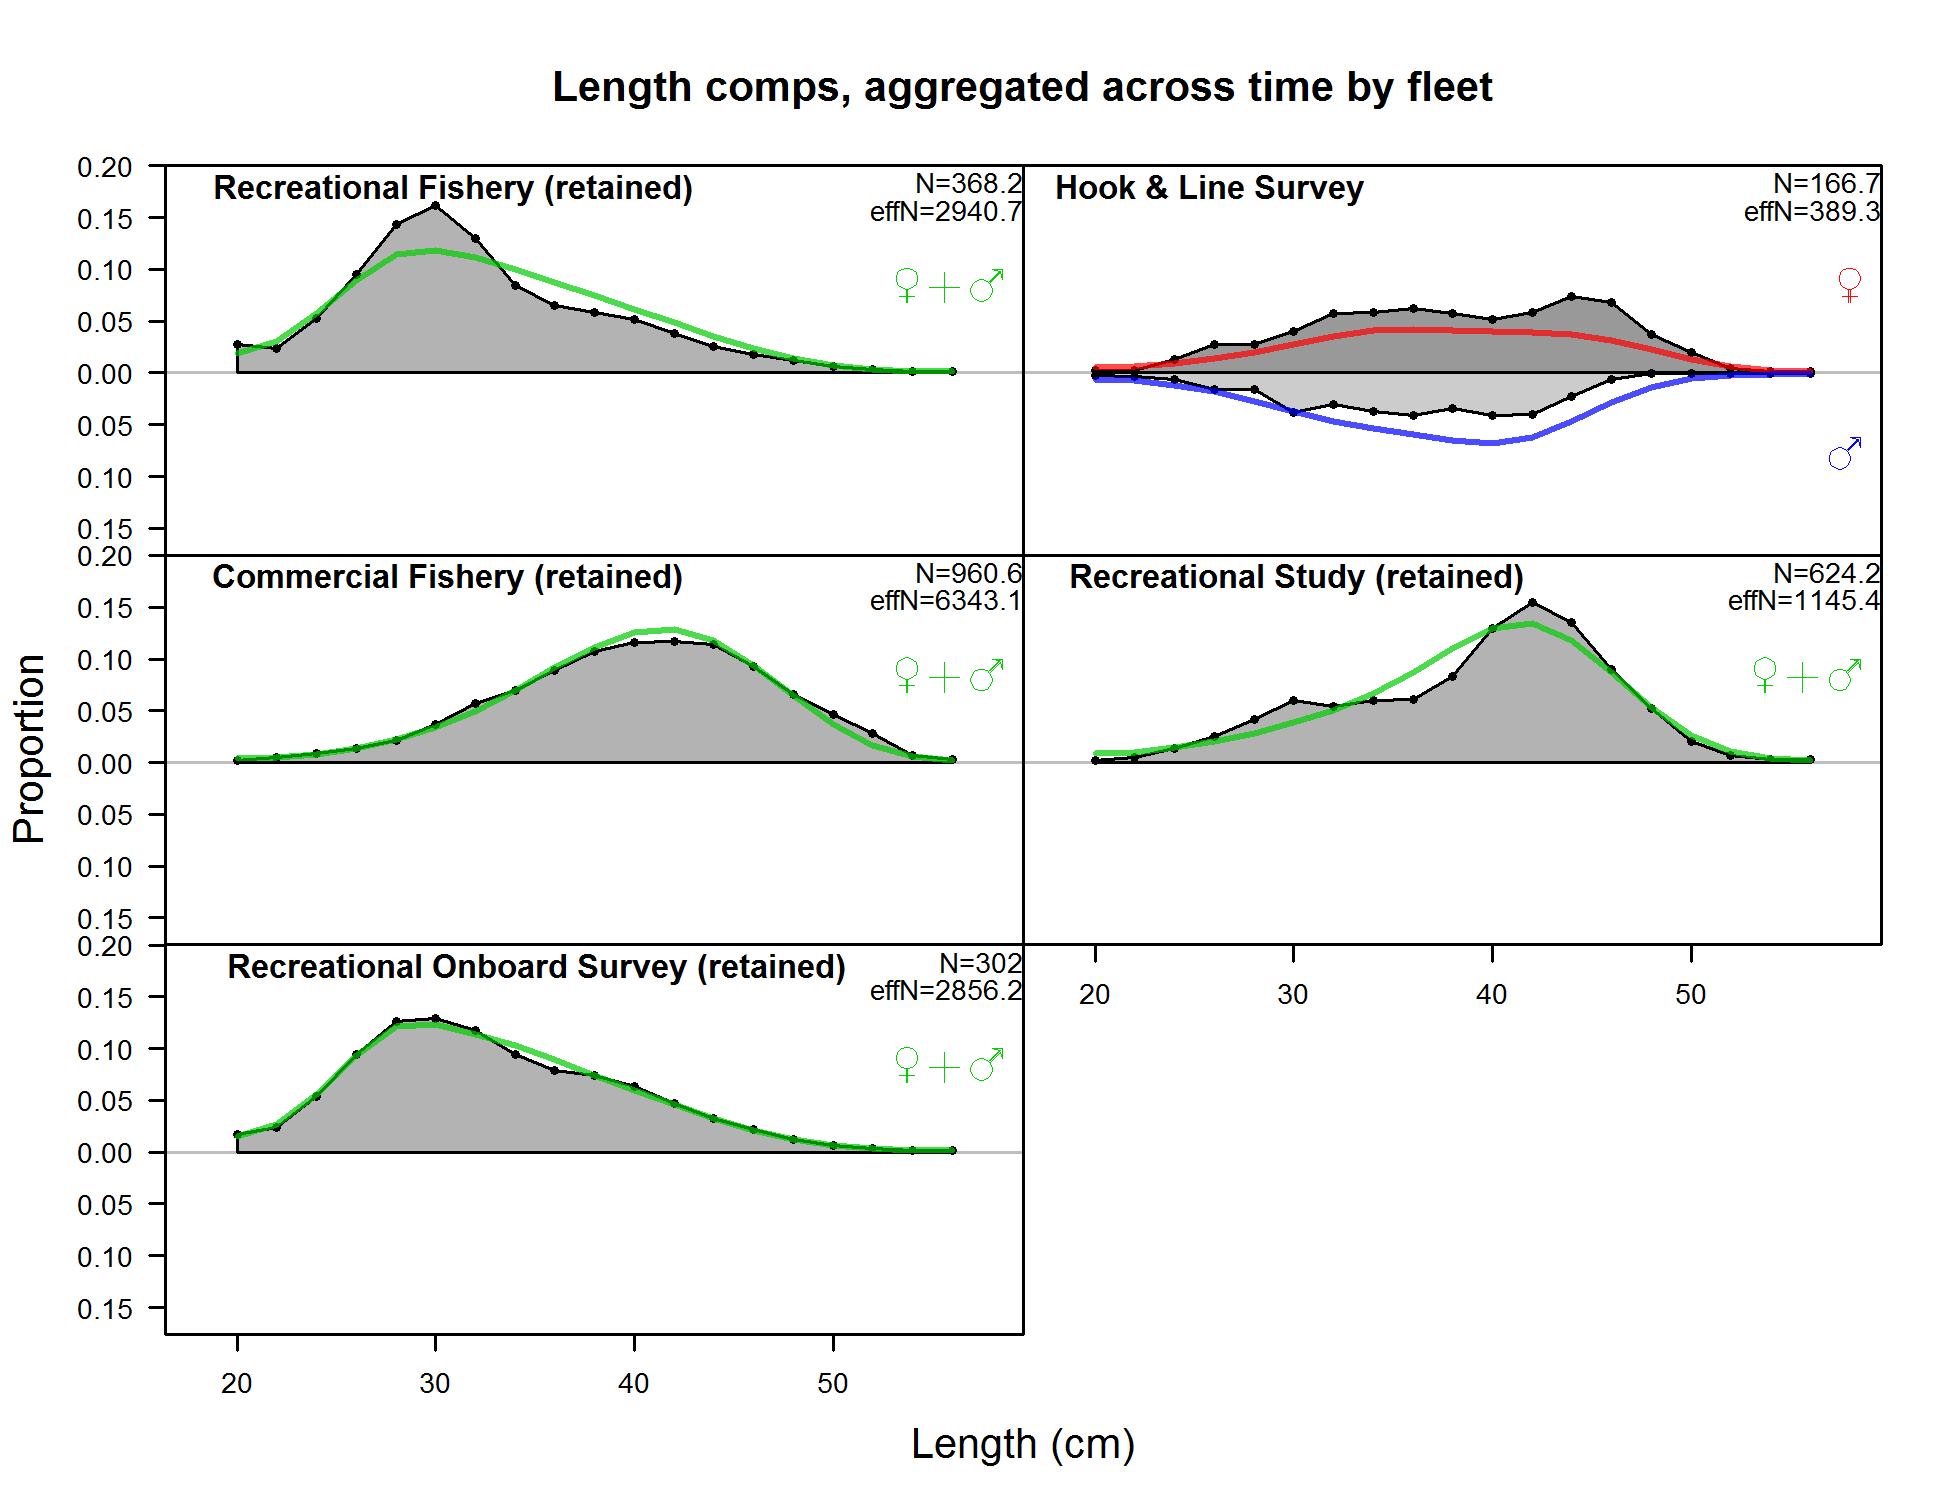 Length comps, aggregated across time by fleet
Proportion
0.20
0.15
0.10
0.05
0.00
0.05
0.10
0.15
Recreational Fishery (retained)
N=368.2
effN=2940.7
♀+♂
Hook & Line Survey
N=166.7
effN=389.3
♀
♂
0.20
0.15
0.10
0.05
0.00
0.05
0.10
0.15
Commercial Fishery (retained)
N=960.6
effN=6343.1
♀+♂
Recreational Study (retained)
N=624.2
effN=1145.4
♀+♂
20 30 40 50
0.20
0.15
0.10
0.05
0.00
0.05
0.10
0.15
Recreational Onboard Survey (retained)
N=302
effN=2856.2
♀+♂
20 30 40 50
Length (cm)